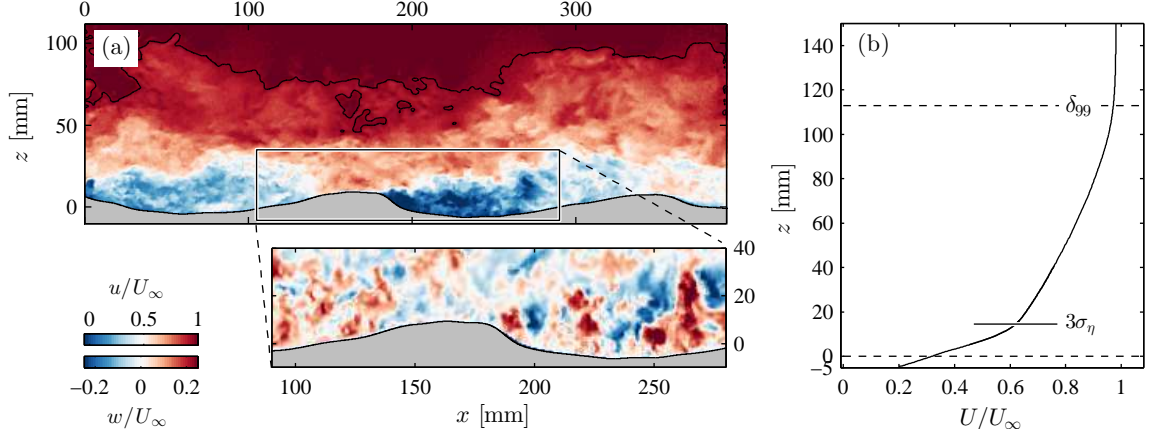 0 100 200 300
(a)
100
50
0
z [mm]
40
20
0
u/U∞
0 0.5 1
−0.2 0 0.2
w/U∞
100 150 200 250
x [mm]
(b)
140
120
100
80
60
40
20
0
−5
z [mm]
δ99
3ση
0 0.2 0.4 0.6 0.8 1
U/U∞